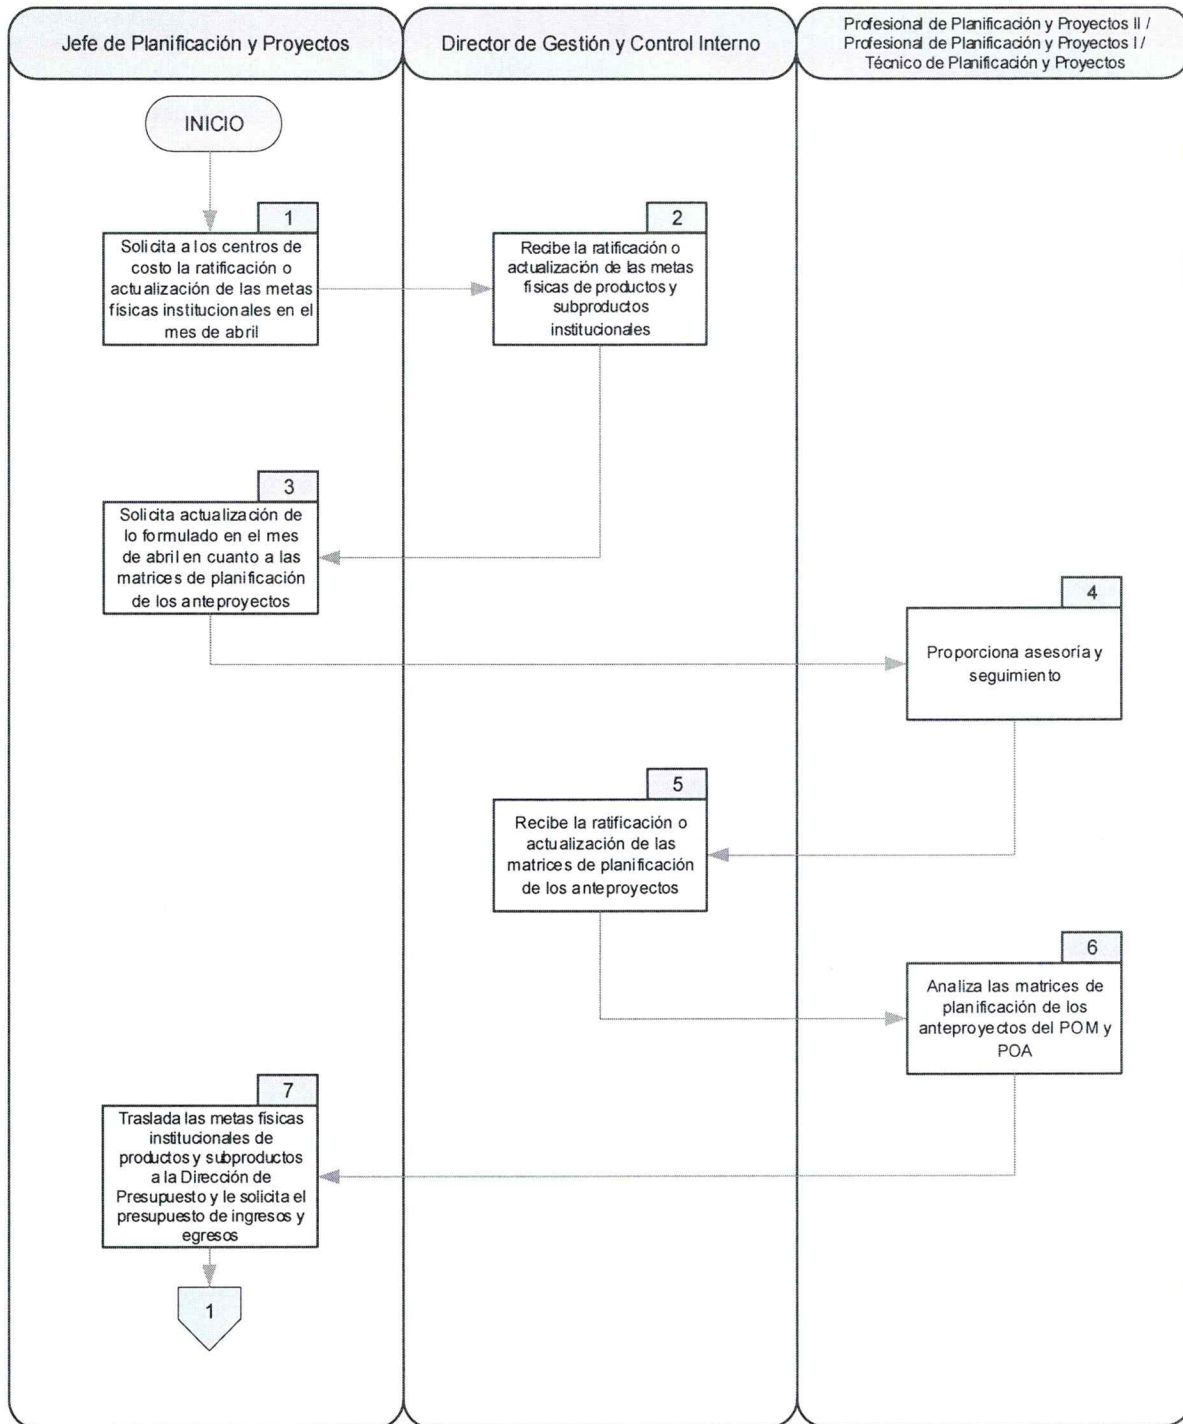 Jefe de Planificación y Proyectos
Director de Gestión y Control Interno
Profesional de Planificación y Proyectos II /
Profesional de Planificación y Proyectos I /
Técnico de Planificación y Proyectos
INICIO
1
Solicita a los centros de
costo la ratificación o
actualización de las metas
físicas institucionales en el
mes de abril
2
Recibe la ratificación o
actualización de las metas
físicas de productos y
subproductos
institucionales
3
Solicita actualización de
lo formulado en el mes
de abril en cuanto a las
matrices de planificación
de los anteproyectos
4
Proporciona asesoría y
seguimiento
5
Recibe la ratificación o
actualización de las
matrices de planificación
de los anteproyectos
6
Analiza las matrices de
planificación de los
anteproyectos del POM y
POA
7
Traslada las metas físicas
institucionales de
productos y subproductos
a la Dirección de
Presupuesto y le solicita el
presupuesto de ingresos y
egresos
1